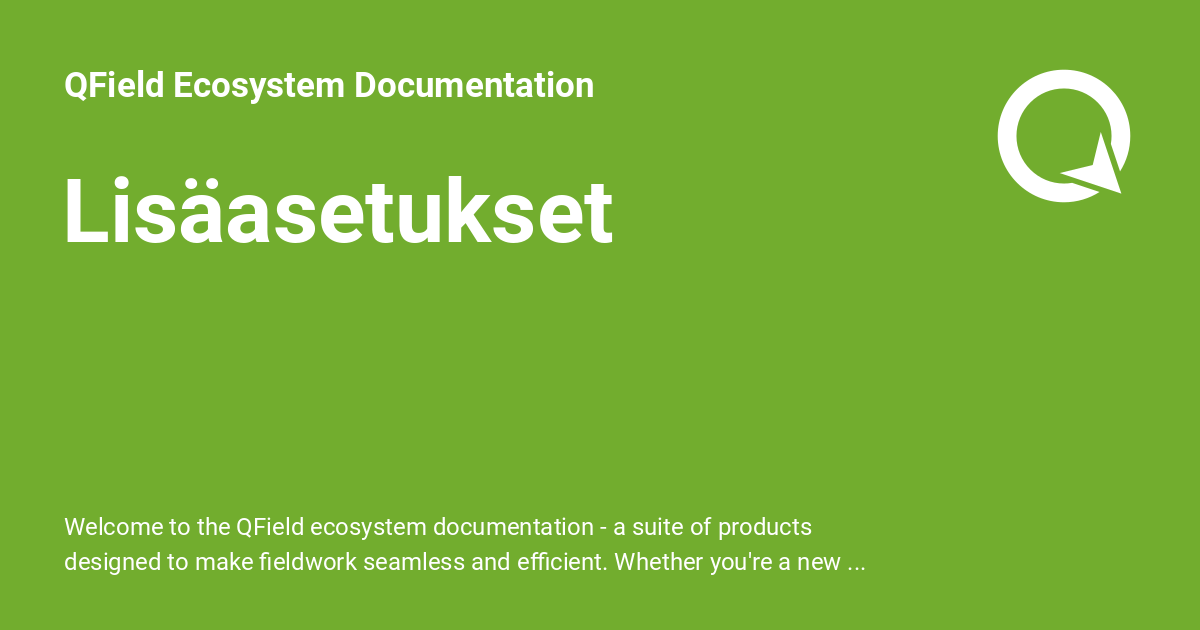 QField Ecosystem Documentation
Lisäasetukset
Welcome to the QField ecosystem documentation - a suite of products
designed to make fieldwork seamless and efficient. Whether you're a new ...